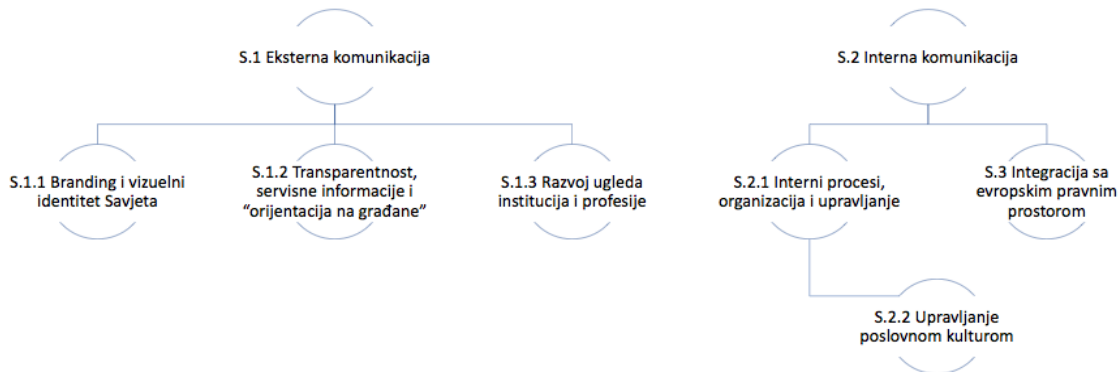 S.1 Eksterna komunikacija
S.2 Interna komunikacija
S.1.1 Branding i vizuelni
identitet Savjeta
S.1.2 Transparentnost,
servisne informacije i
“orijentacija na građane”
S.1.3 Razvoj ugleda
institucija i profesije
S.2.1 Interni procesi,
organizacija i upravljanje
S.3 Integracija sa
evropskim pravnim
prostorom
S.2.2 Upravljanje
poslovnom kulturom